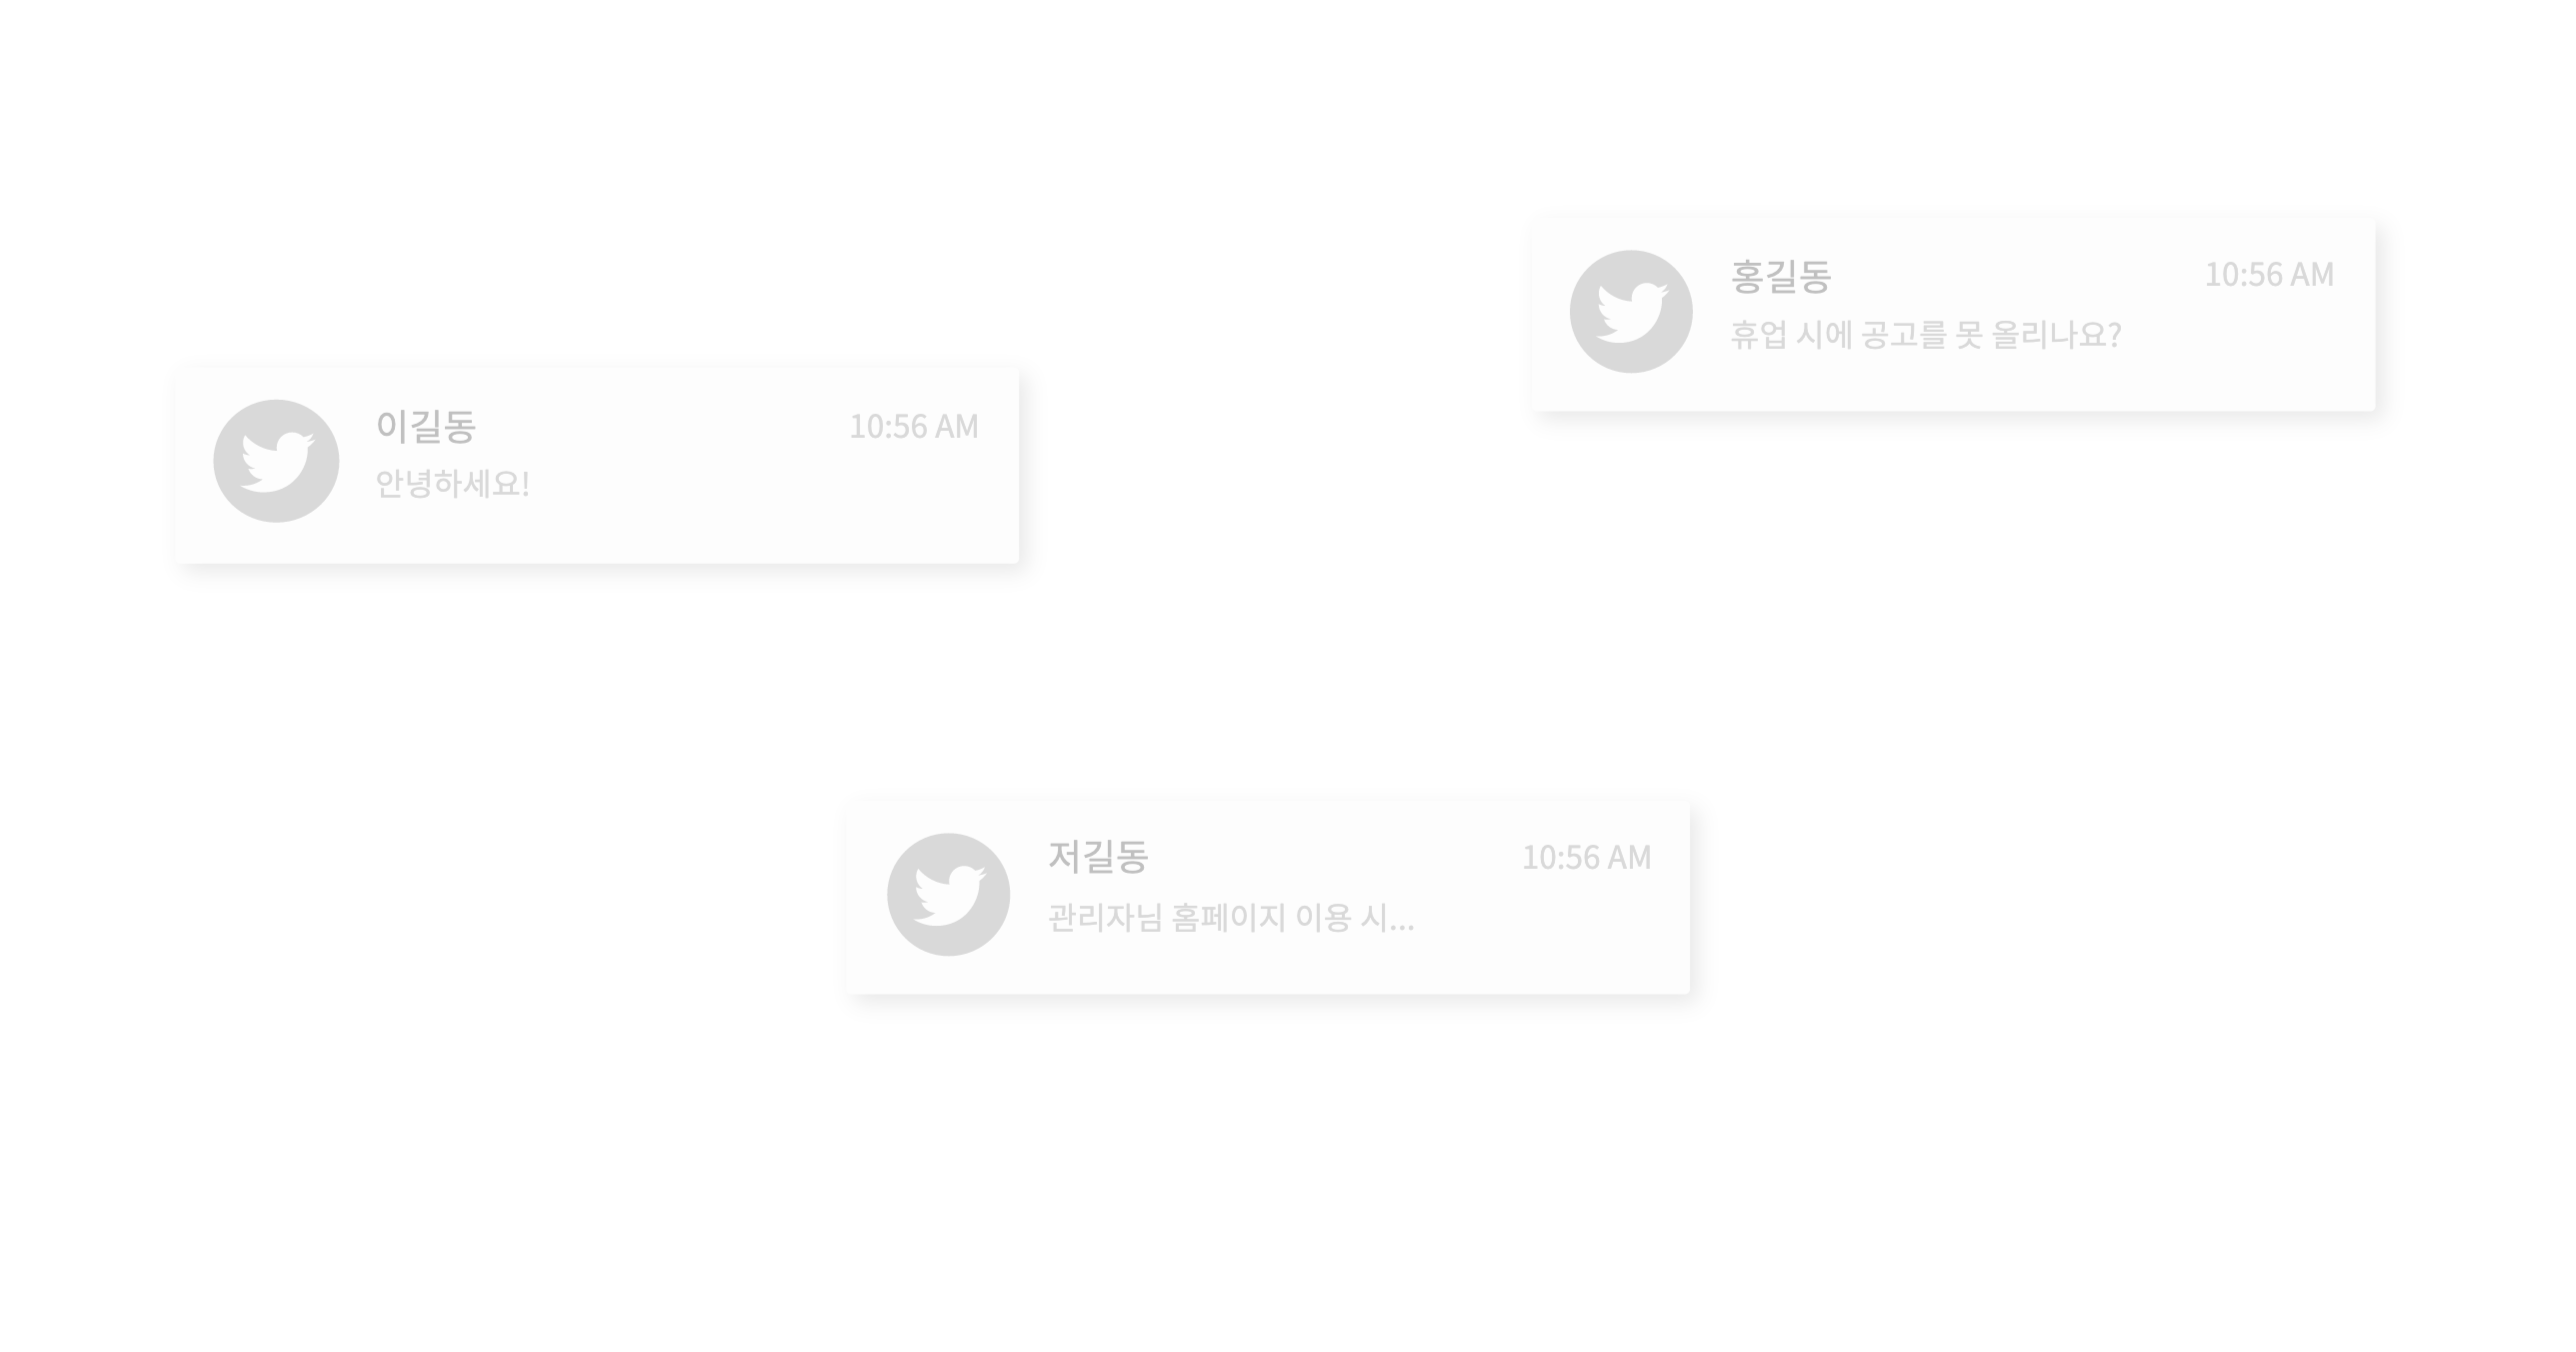 홍길동
10:56 AM
휴업 시에 공고를 못 올리나요?
이길동
10:56 AM
안녕하세요!
저길동
10:56 AM
관리자님 홈페이지 이용 시...